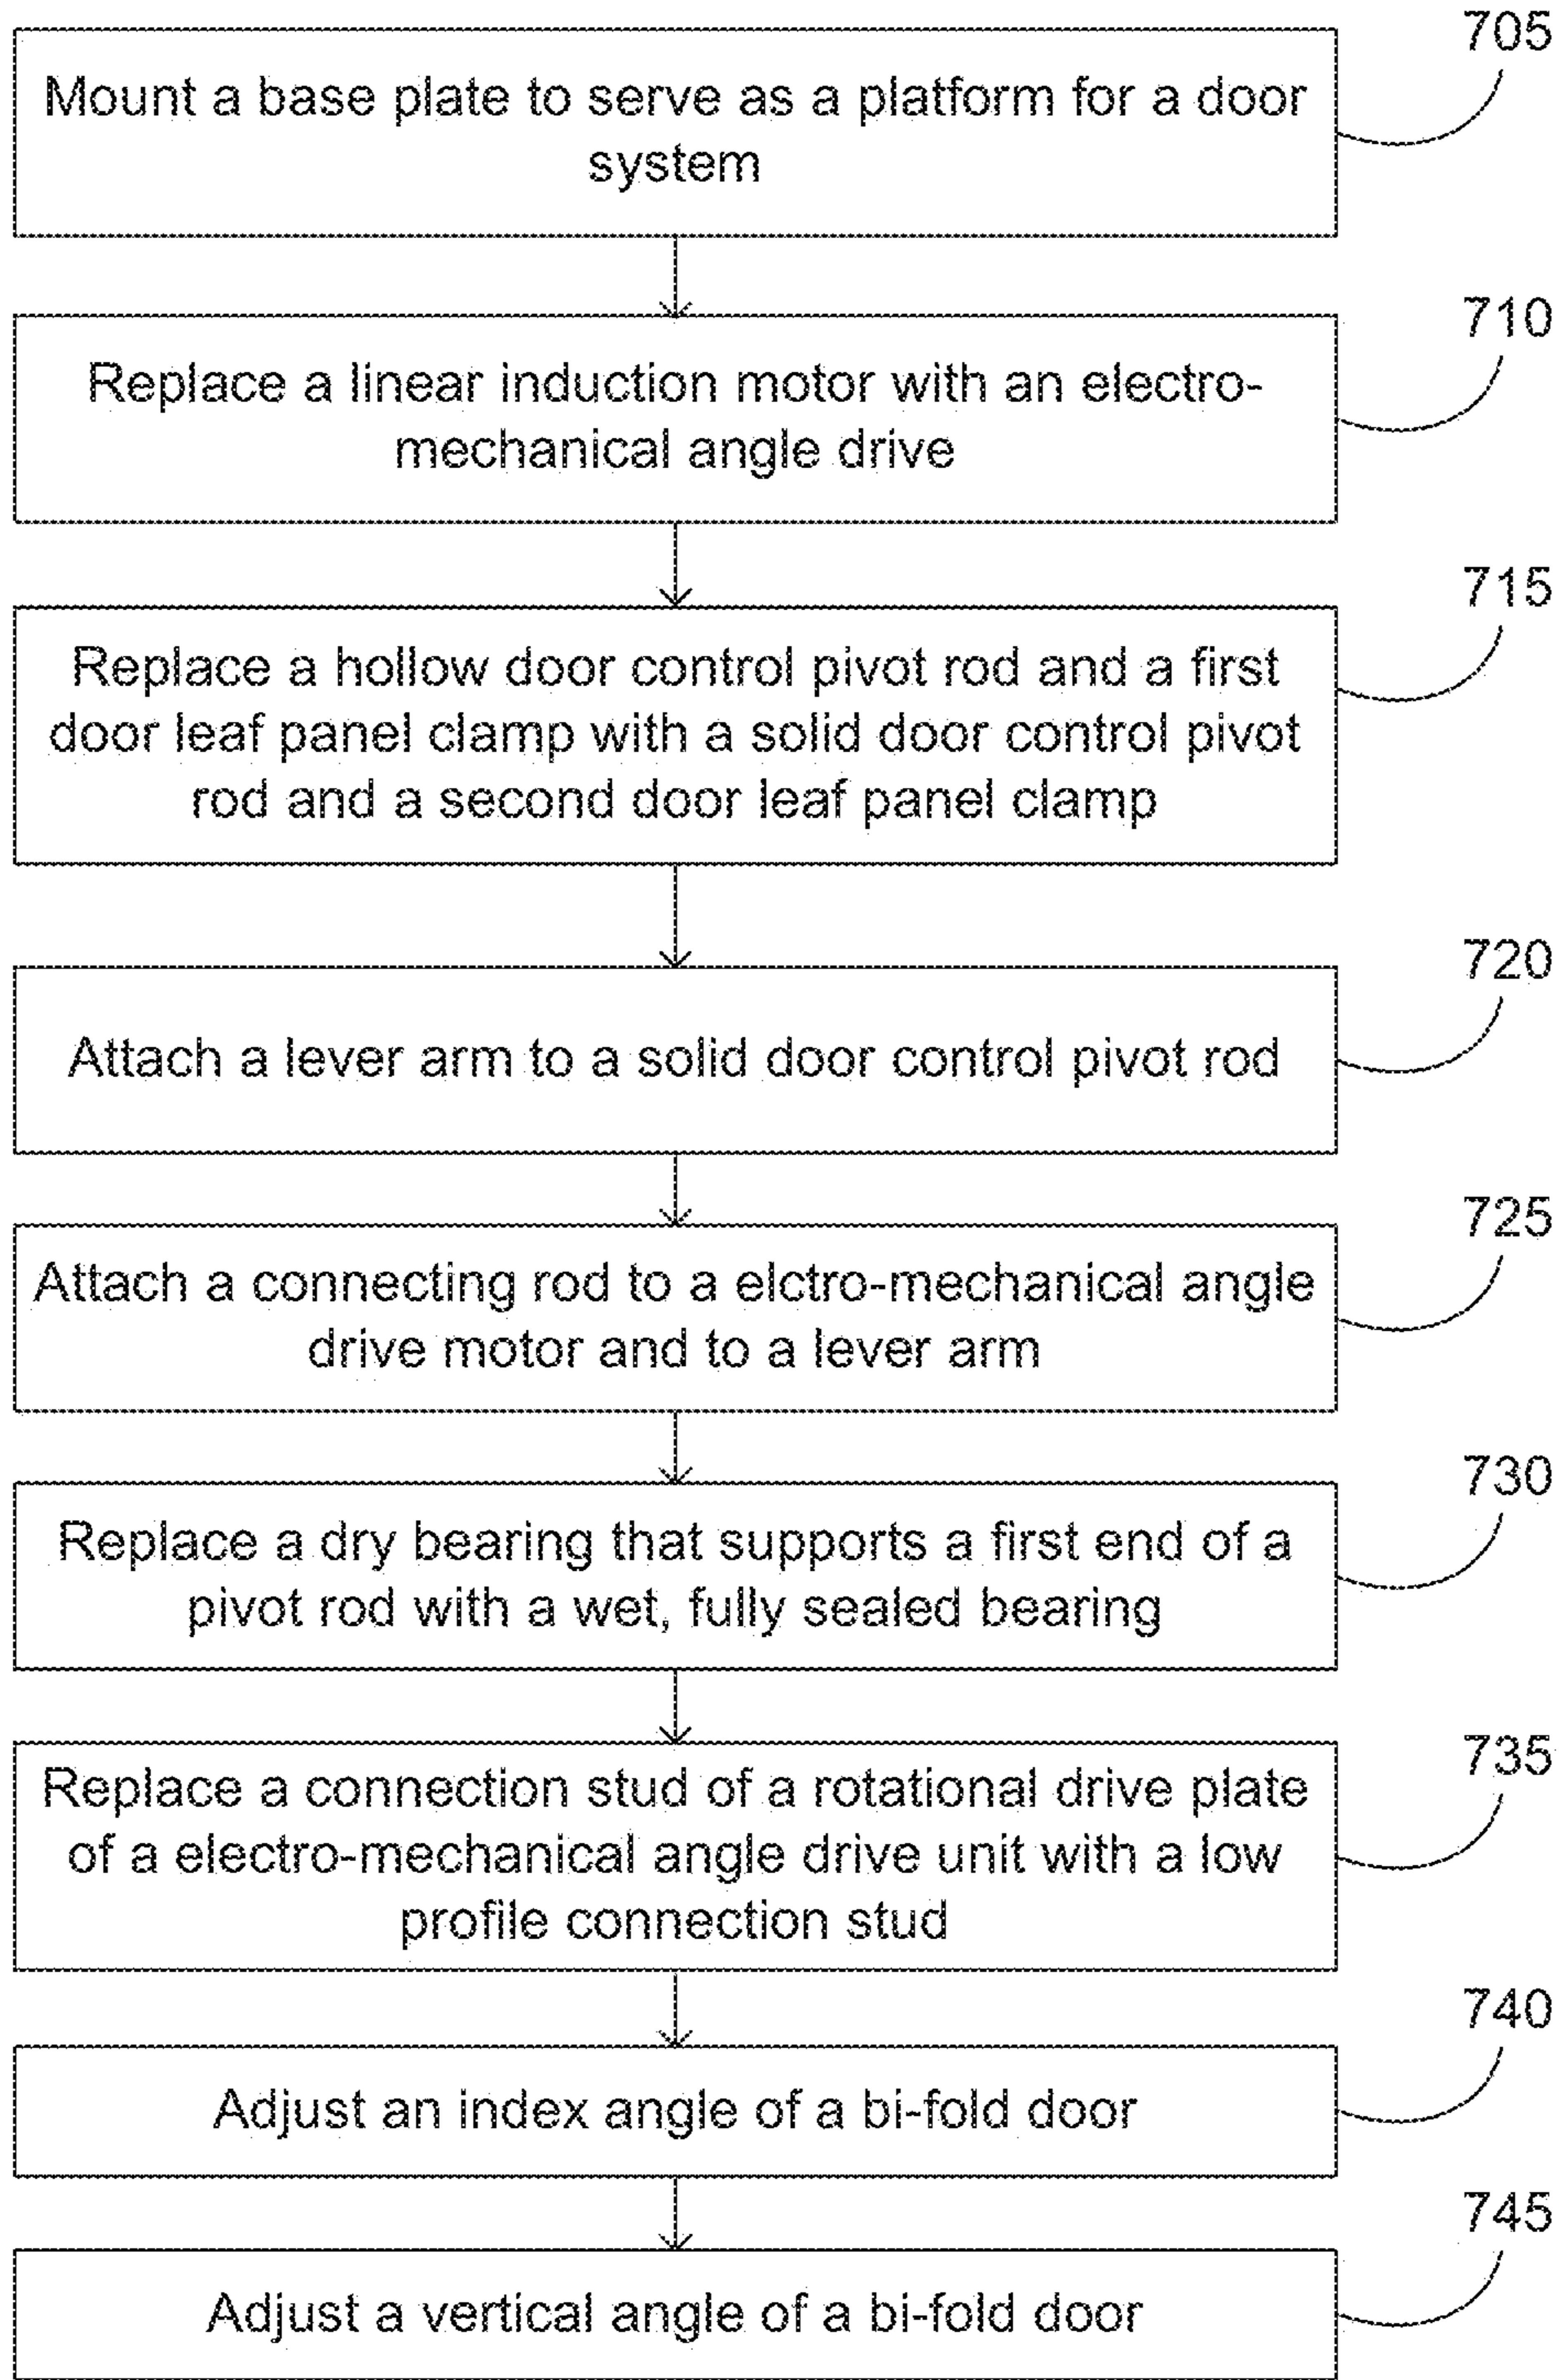 705
Mount a base plate to serve as a platform for a door
system
710
Replace a linear induction motor with an electro-
mechanical angle drive
715
Replace a hollow door control pivot rod and a first
door leaf panel clamp with a solid door control pivot
rod and a second door leaf panel clamp
720
Attach a lever arm to a solid door control pivot rod
725
Attach a connecting rod to a elctro-mechanical angle
drive motor and to a lever arm
730
Replace a dry bearing that supports a first end of a
pivot rod with a wet, fully sealed bearing
735
Replace a connection stud of a rotational drive plate
of a electro-mechanical angle drive unit with a low
profile connection stud
740
Adjust an index angle of a bi-fold door
745
Adjust a vertical angle of a bi-fold door